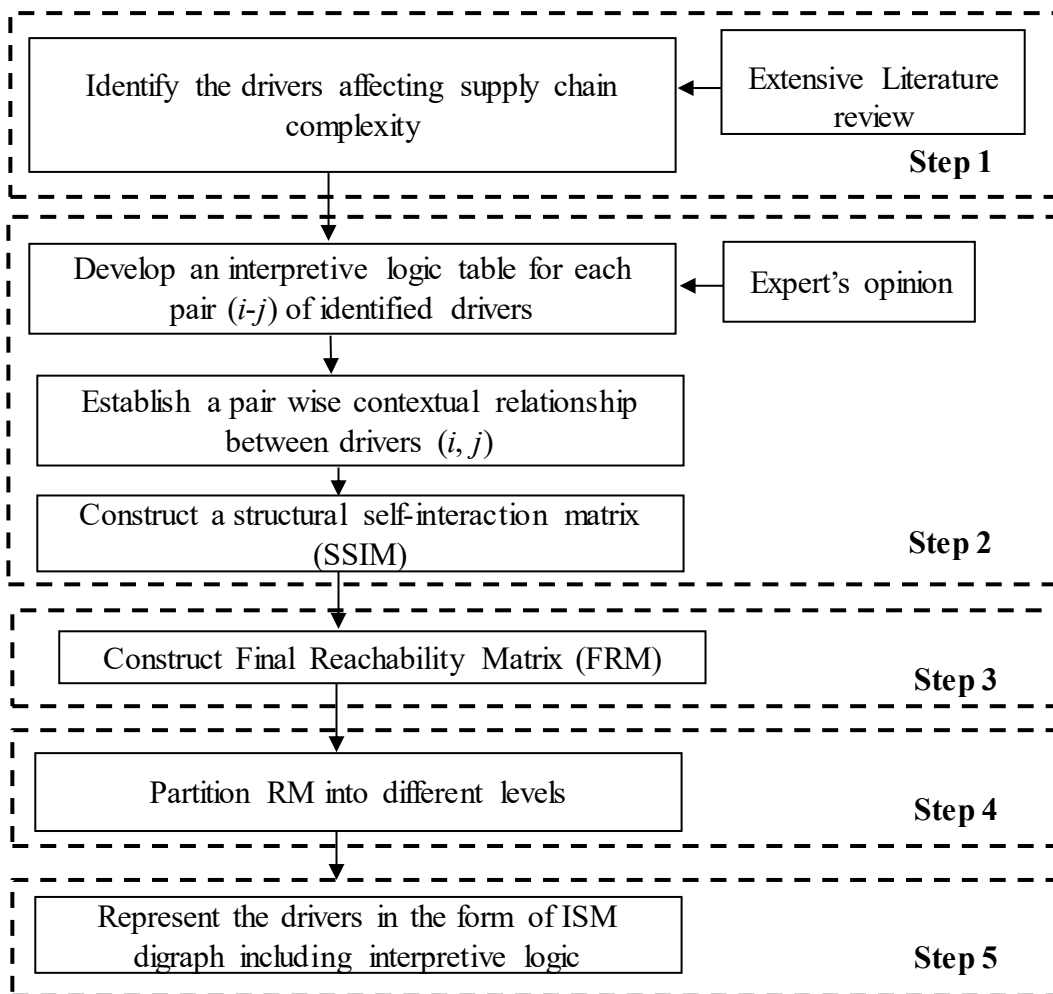 Identify the drivers affecting supply chain
complexity
Extensive Literature
review
Step 1
Develop an interpretive logic table for each
pair (i-j) of identified drivers
Expert’s opinion
Establish a pair wise contextual relationship
between drivers (i, j)
Construct a structural self-interaction matrix
(SSIM)
Step 2
Construct Final Reachability Matrix (FRM)
Step 3
Partition RM into different levels
Step 4
Represent the drivers in the form of ISM
digraph including interpretive logic
Step 5